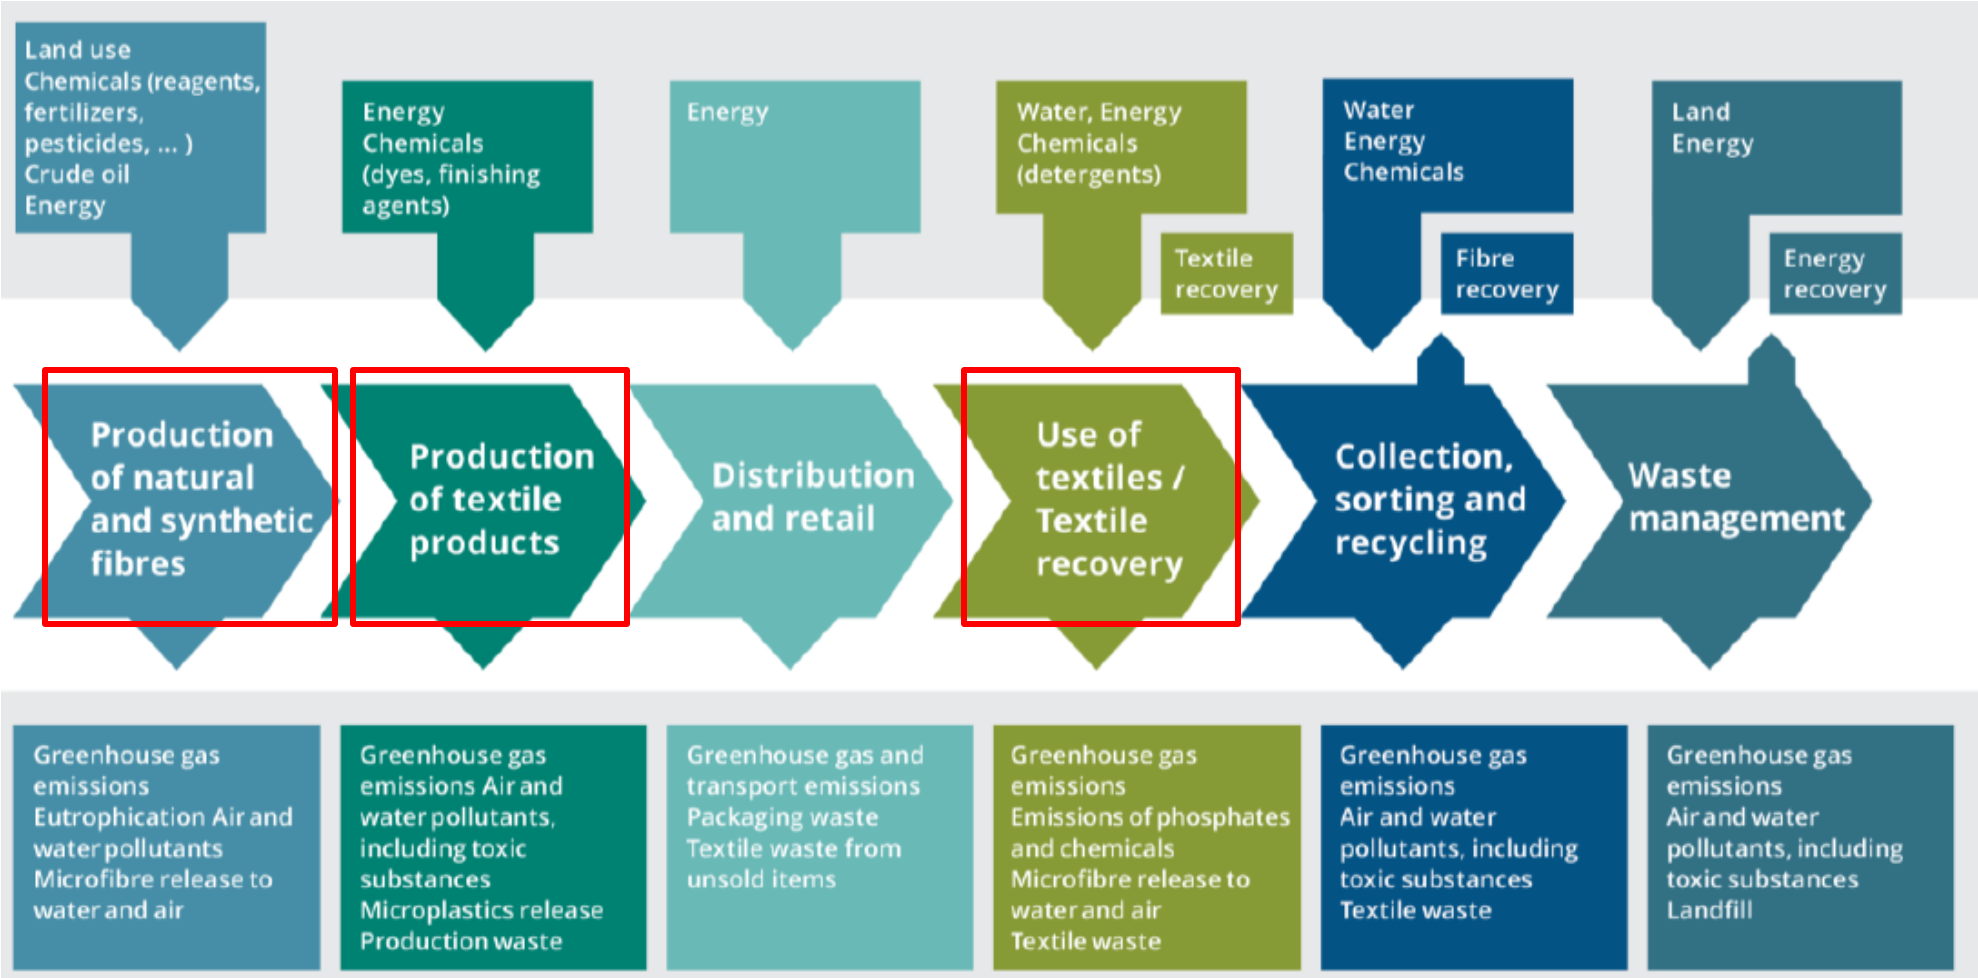 Land use
Chemicals (reagents,
fertilizers,
pesticides, ... )
Crude oil
Energy
Energy
Chemicals
(dyes, finishing
agents)
Energy
Water, Energy
Chemicals
(detergents)
Textile
recovery
Water
Energy
Chemicals
Fibre
recovery
Land
Energy
Energy
recovery
Production
of natural
and synthetic
fibres
Production
of textile
products
Distribution
and retail
Use of
textiles /
Textile
recovery
Collection,
sorting and
recycling
Waste
management
Greenhouse gas
emissions
Eutrophication Air and
water pollutants
Microfibre release to
water and air
Greenhouse gas
emissions Air and
water pollutants,
including toxic
substances
Microplastics release
Production waste
Greenhouse gas and
transport emissions
Packaging waste
Textile waste from
unsold items
Greenhouse gas
emissions
Emissions of phosphates
and chemicals
Microfibre release to
water and air
Textile waste
Greenhouse gas
emissions
Air and water
pollutants, including
toxic substances
Textile waste
Greenhouse gas
emissions
Air and water
pollutants, including
toxic substances
Landfill